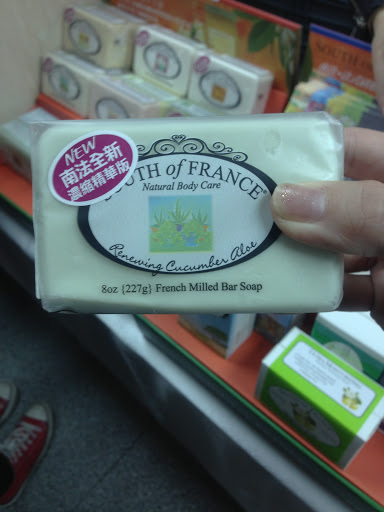 NEW
南法全新
濃縮精華版
SOUTH of FRANCE
Natural Body Care
Renewing Cucumber Aloe
8oz {227g} French Milled Bar Soap
SOUTH